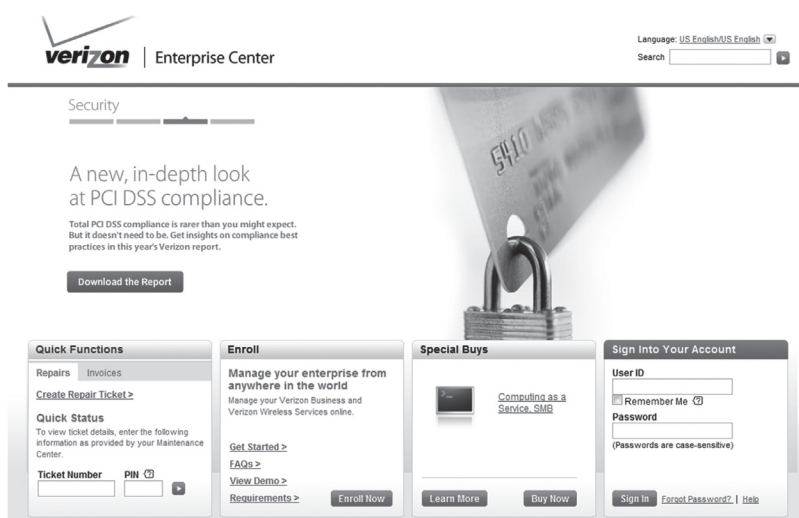 verizon | Enterprise Center
Language: US English/US English
Search
Security
A new, in-depth look
at PCI DSS compliance.
Total PCI DSS compliance is rarer than you might expect.
But it doesn't need to be. Get insights on compliance best
practices in this year's Verizon report.
Download the Report
5410
Quick Functions
Repairs
Invoices
Create Repair Ticket >
Quick Status
To view ticket details, enter the following
information as provided by your Maintenance
Center.
Ticket Number
PIN
Enroll
Manage your enterprise from
anywhere in the world
Manage your Verizon Business and
Verizon Wireless Services online.
Get Started >
FAQs >
View Demo >
Requirements >
Enroll Now
Special Buys
Computing as a
Service, SMB
Learn More
Buy Now
Sign Into Your Account
User ID
Remember Me
Password
(Passwords are case-sensitive)
Sign In
Forgot Password? | Help